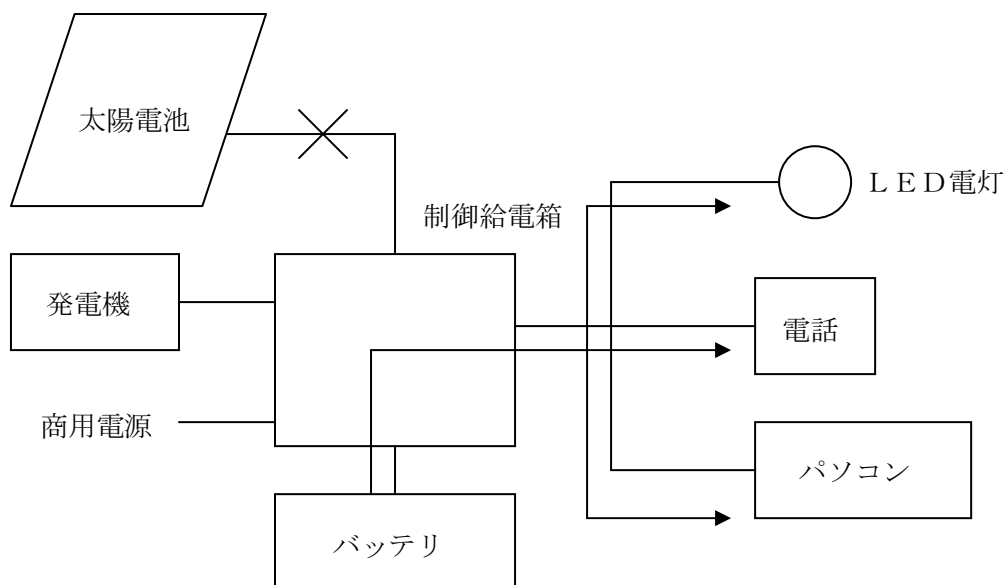 太陽電池
ＬＥＤ電灯
制御給電箱
発電機
電話
商用電源
パソコン
バッテリ